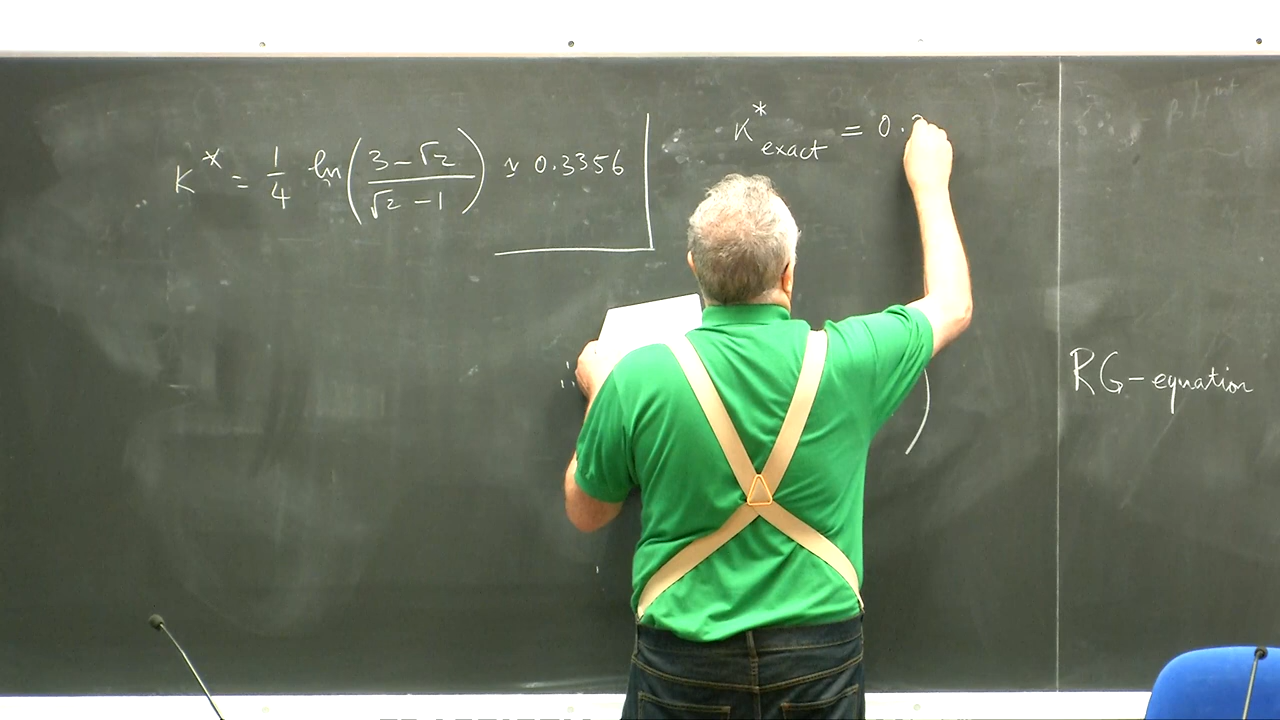 K* = 1/4 ln((3-√2)/(√2-1)) ≃ 0.3356
K*exact = 0.
RG-equation